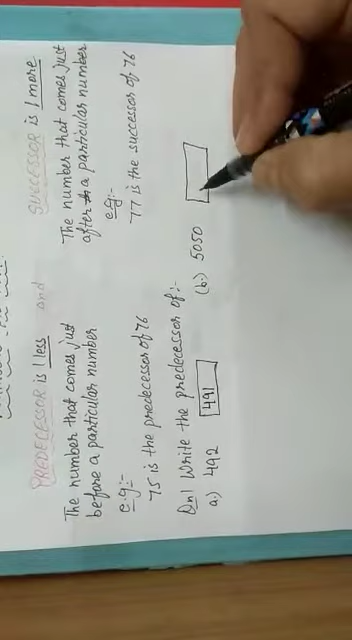 PREDECESSOR is 1 less and SUCCESSOR is 1 more
The number that comes just
before a particular number
e.g:-
75 is the predecessor of 76
The number that comes just
after a particular number
e.g:-
77 is the successor of 76
Qn1 Write the predecessor of:-
a.) 492 491 (b.) 5050